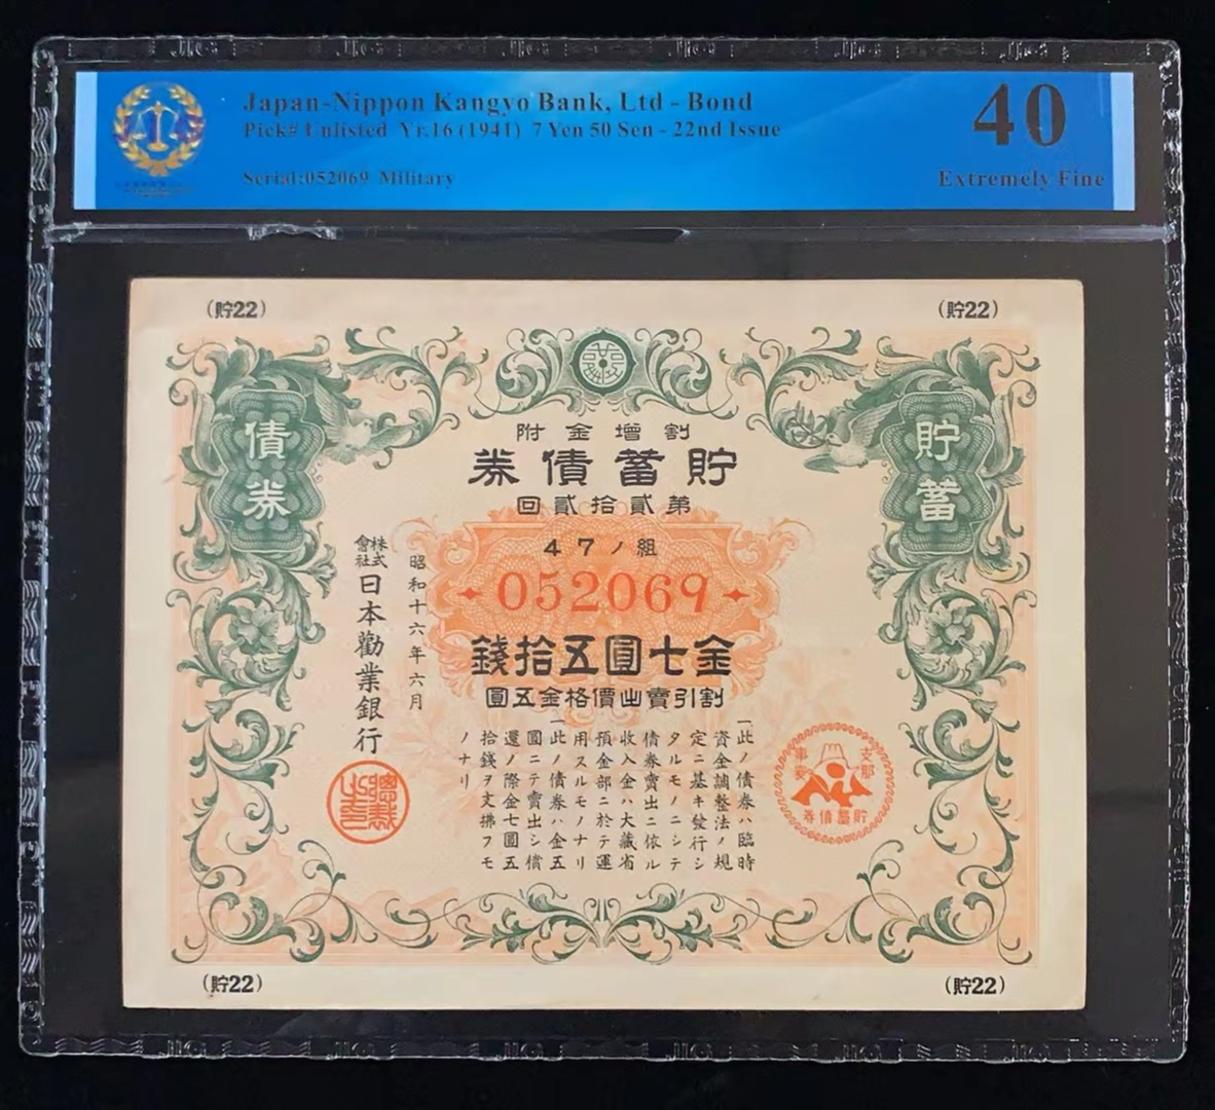 Japan-Nippon Kangyo Bank, Ltd - Bond
Pick# Unlisted Yr.16 (1941) 7 Yen 50 Sen - 22nd Issue
Serial:052069 Military
40
Extremely Fine
(貯22)
(貯22)
貯蓄
債券
割增金附
貯蓄債券
第貳拾貳回
47ノ組
052069
金七圓五拾錢
割引賣出價格金五圓
一此ノ債券ハ臨時
資金調整法ノ規
定ニ基キ發行シ
タルモノニシテ
債券賣出ニ依ル
收入金ハ大藏省
預金部ニ於テ運
用スルモノナリ
一此ノ債券ハ金五
圓ニテ賣出シ償
還ノ際金七圓五
拾錢ヲ支拂フモ
ノナリ
昭和十六年六月
株式會社日本勸業銀行
支那事變
貯蓄債券
(貯22)
(貯22)